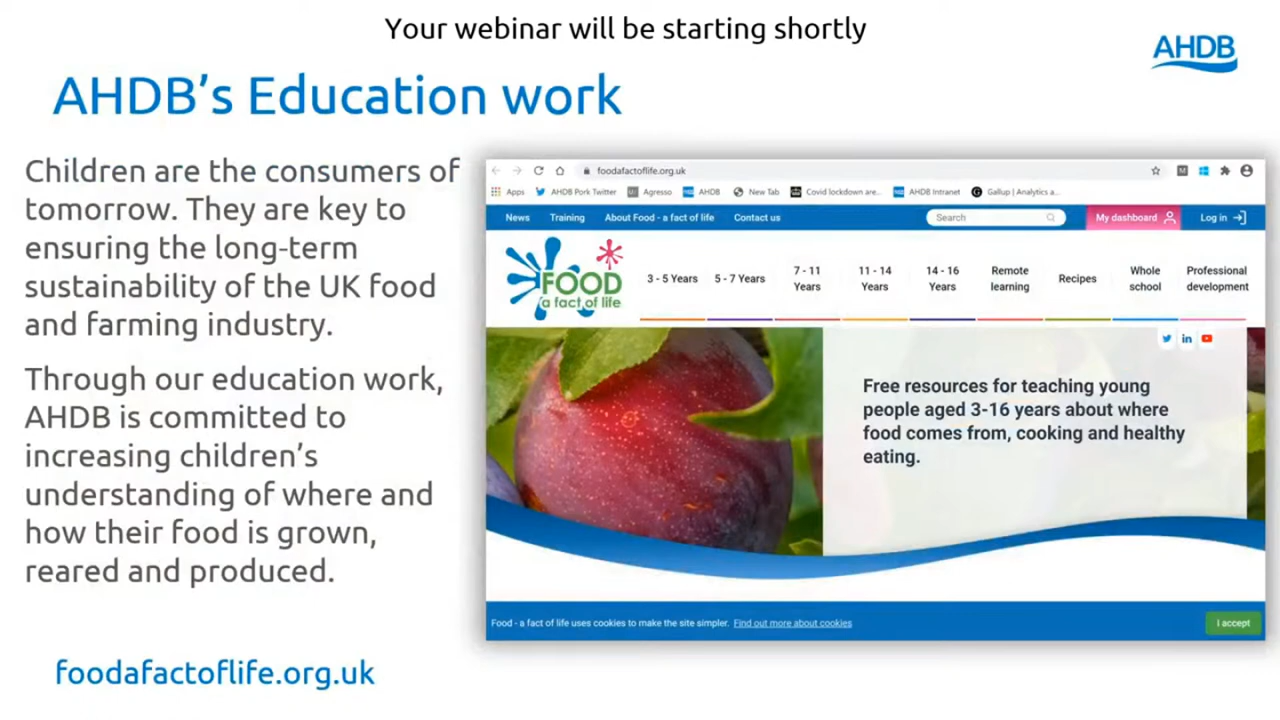 Your webinar will be starting shortly
AHDB
AHDB's Education work
Children are the consumers of
tomorrow. They are key to
ensuring the long-term
sustainability of the UK food
and farming industry.
Through our education work,
AHDB is committed to
increasing children's
understanding of where and
how their food is grown,
reared and produced.
foodafactoflife.org.uk
foodafactoflife.org.uk
Apps AHDB Pork Twitter Agresso AHDB New Tab Covid lockdown are... AHDB Intranet Gallup | Analytics a...
News Training About Food - a fact of life Contact us Search My dashboard Log in
FOOD
a fact of life
3 - 5 Years
5 - 7 Years
7 - 11
Years
11 - 14
Years
14 - 16
Years
Remote
learning
Recipes
Whole
school
Professional
development
Free resources for teaching young
people aged 3-16 years about where
food comes from, cooking and healthy
eating.
Food - a fact of life uses cookies to make the site simpler. Find out more about cookies
I accept